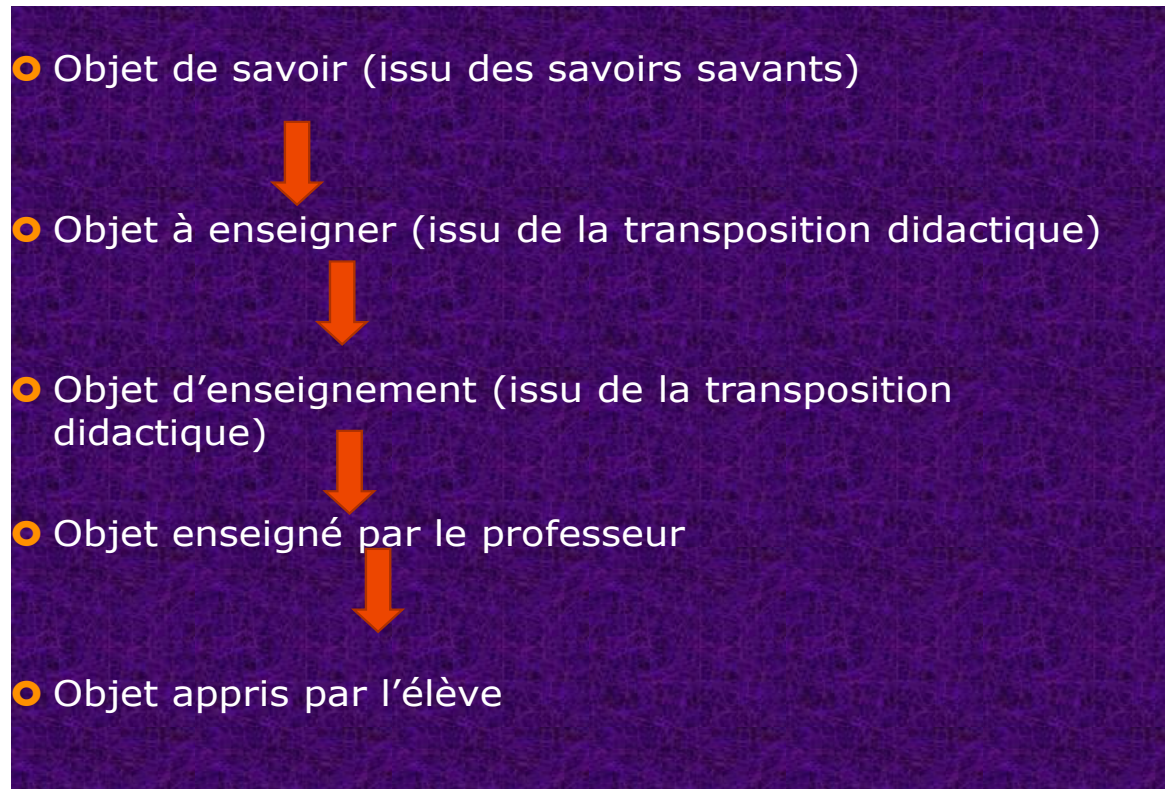 Objet de savoir (issu des savoirs savants)
Objet à enseigner (issu de la transposition didactique)
Objet d’enseignement (issu de la transposition
didactique)
Objet enseigné par le professeur
Objet appris par l’élève